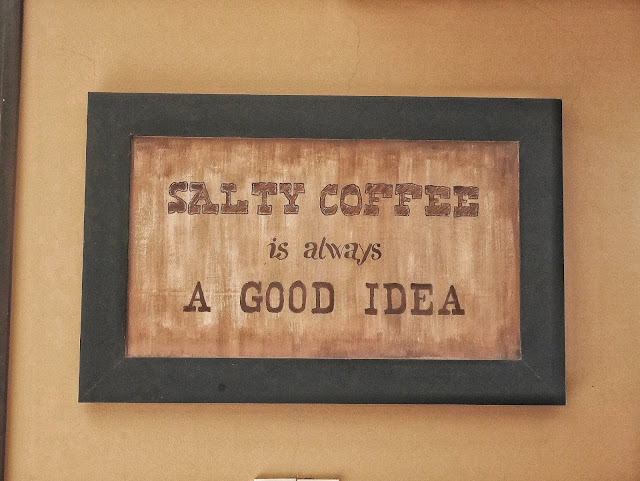 SALTY COFFEE
is always
A GOOD IDEA